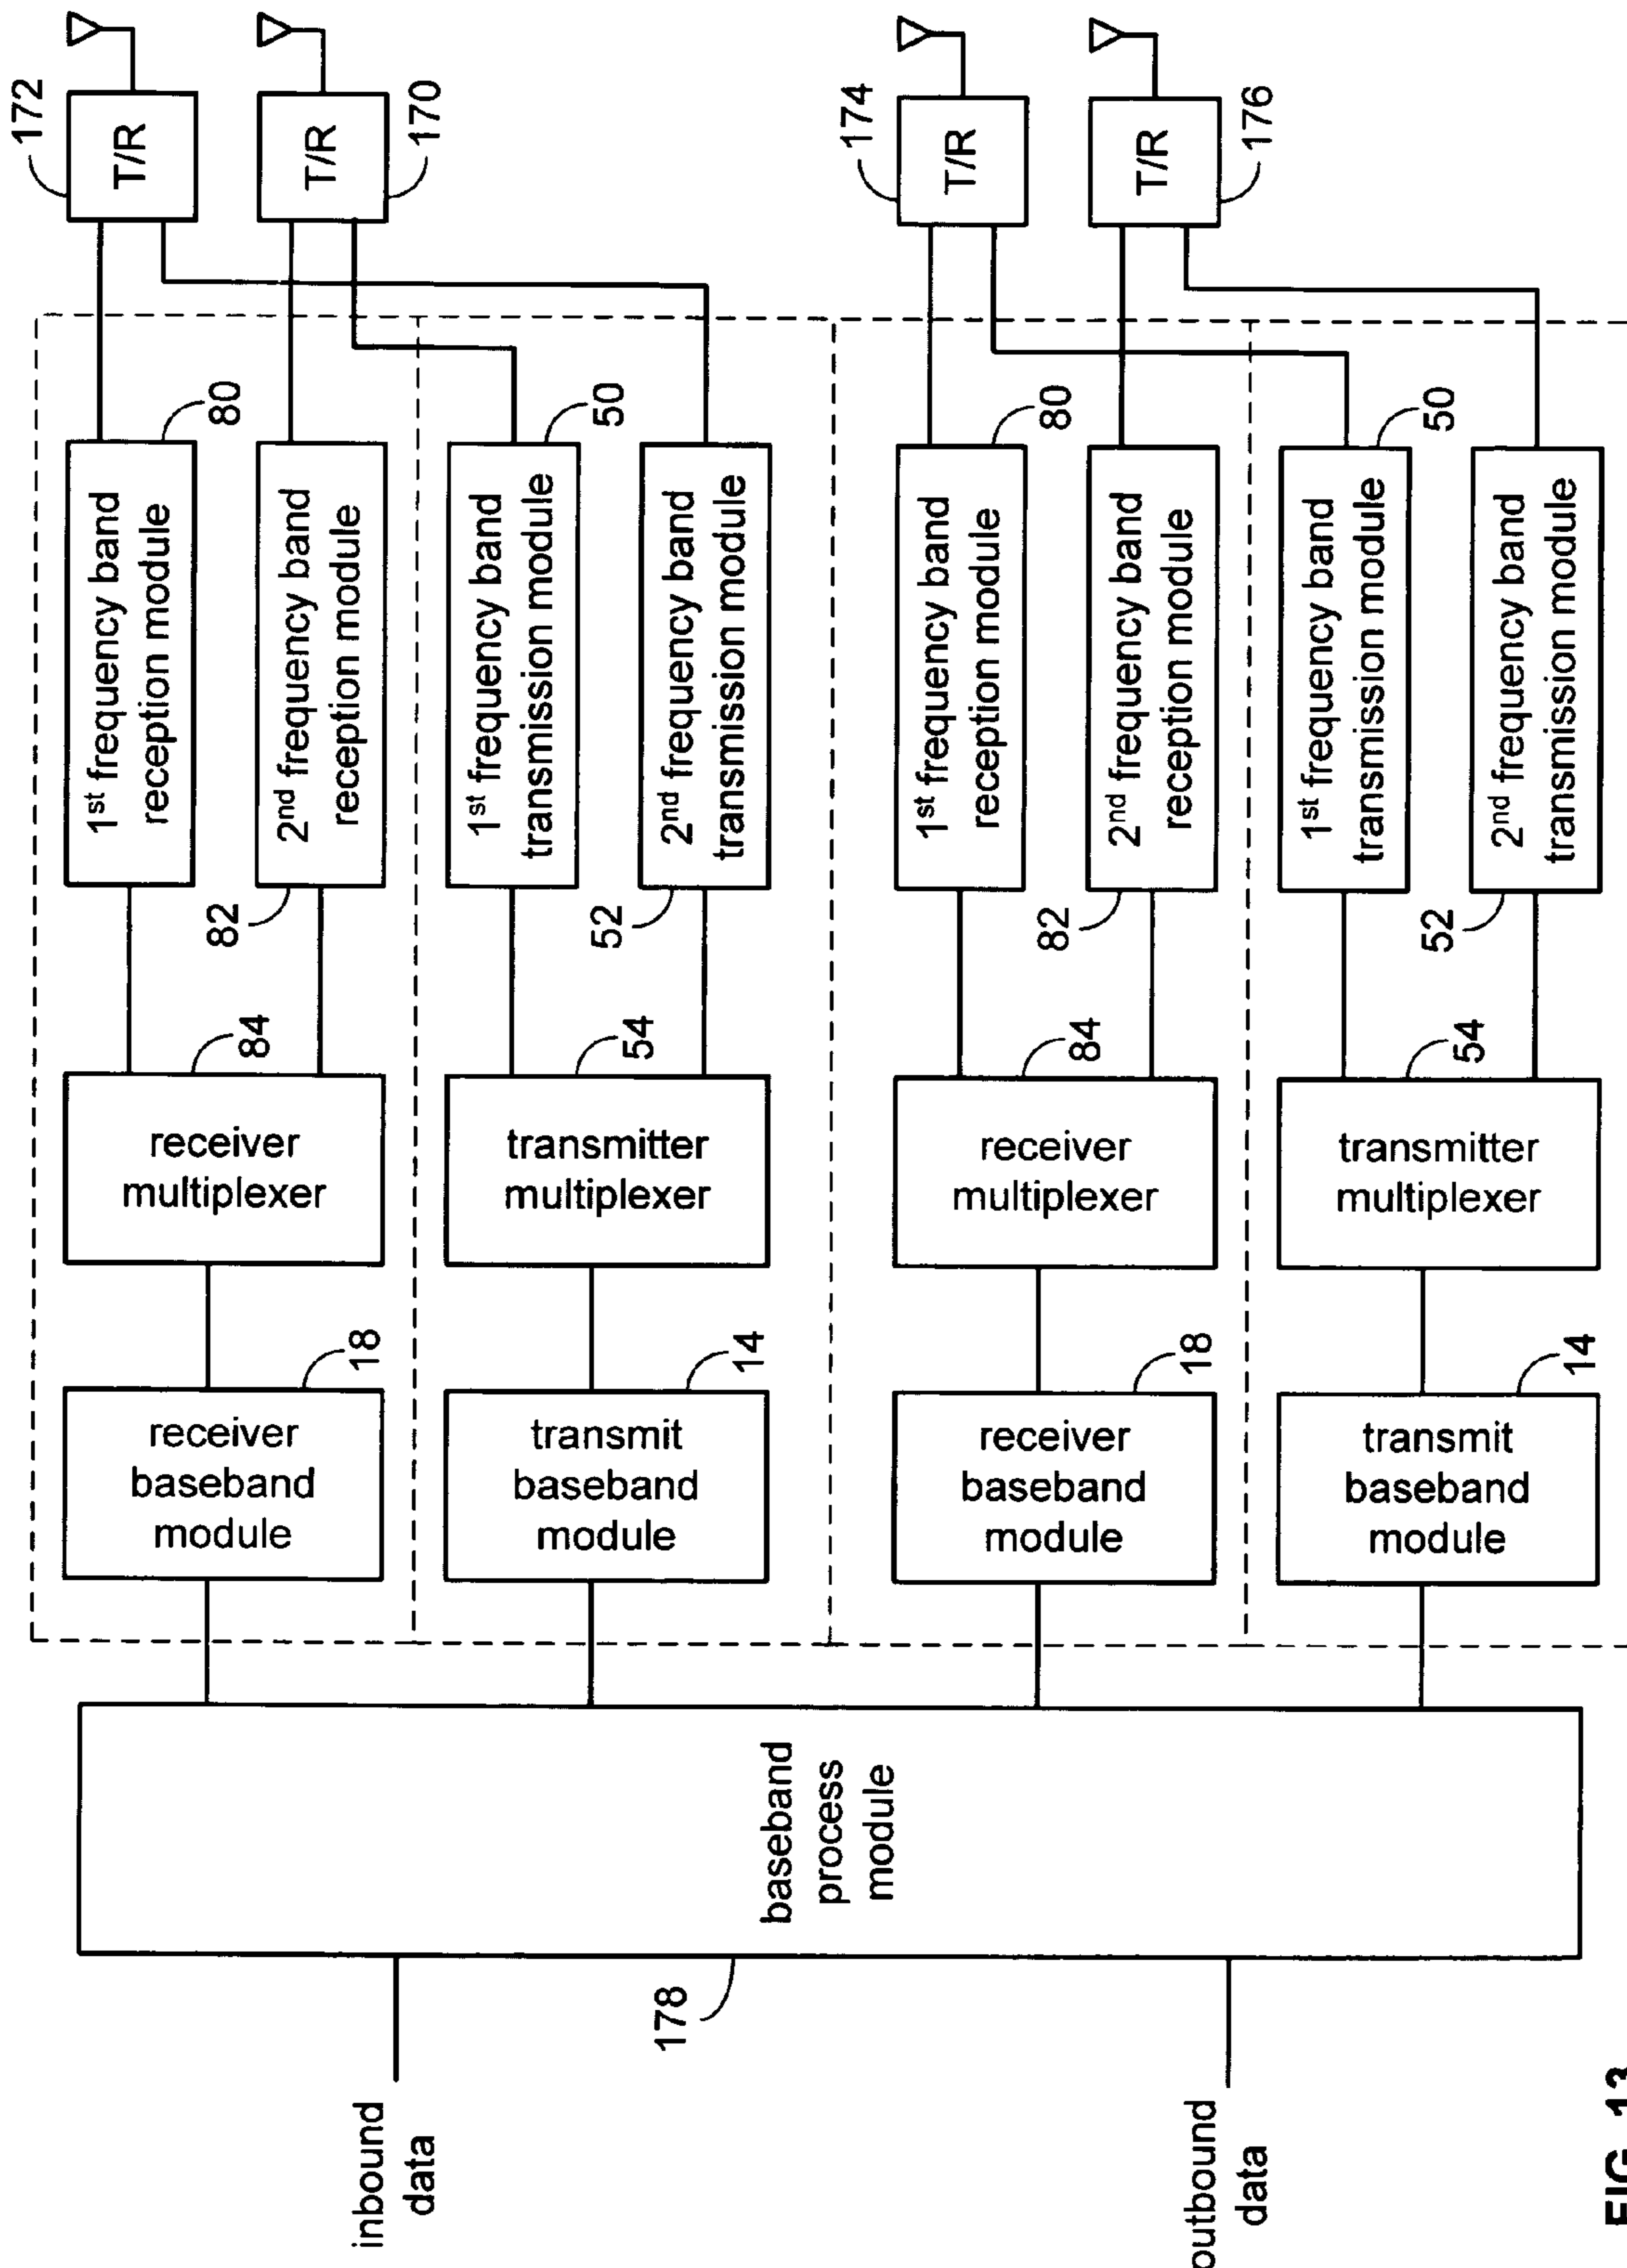 172
T/R
T/R
170
174
T/R
T/R
176
1st frequency band
reception module
80
2nd frequency band
reception module
82
1st frequency band
transmission module
50
2nd frequency band
transmission module
52
1st frequency band
reception module
80
2nd frequency band
reception module
82
1st frequency band
transmission module
50
2nd frequency band
transmission module
52
receiver
multiplexer
84
transmitter
multiplexer
54
receiver
multiplexer
84
transmitter
multiplexer
54
receiver
baseband
module
18
transmit
baseband
module
14
receiver
baseband
module
18
transmit
baseband
module
14
baseband
process
module
178
inbound
data
outbound
data
FIG. 13